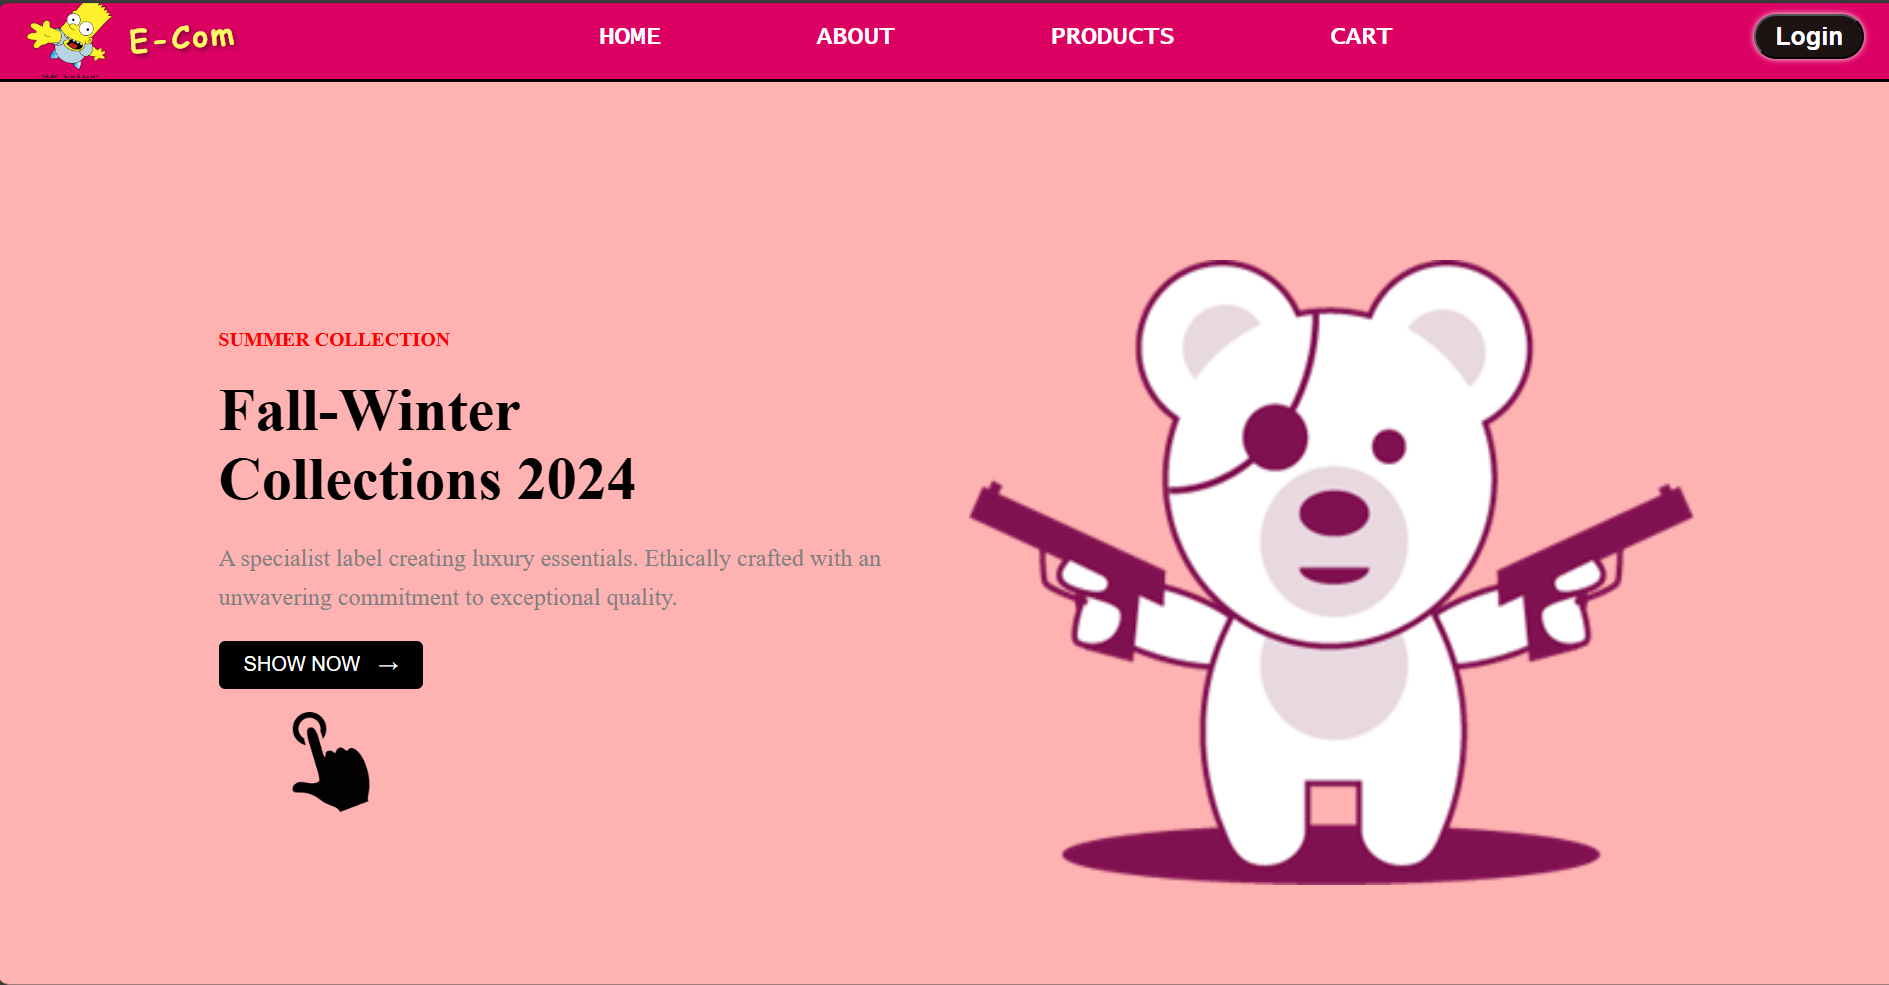 E-Com
HOME
ABOUT
PRODUCTS
CART
Login
SUMMER COLLECTION
Fall-Winter
Collections 2024
A specialist label creating luxury essentials. Ethically crafted with an
unwavering commitment to exceptional quality.
SHOW NOW →